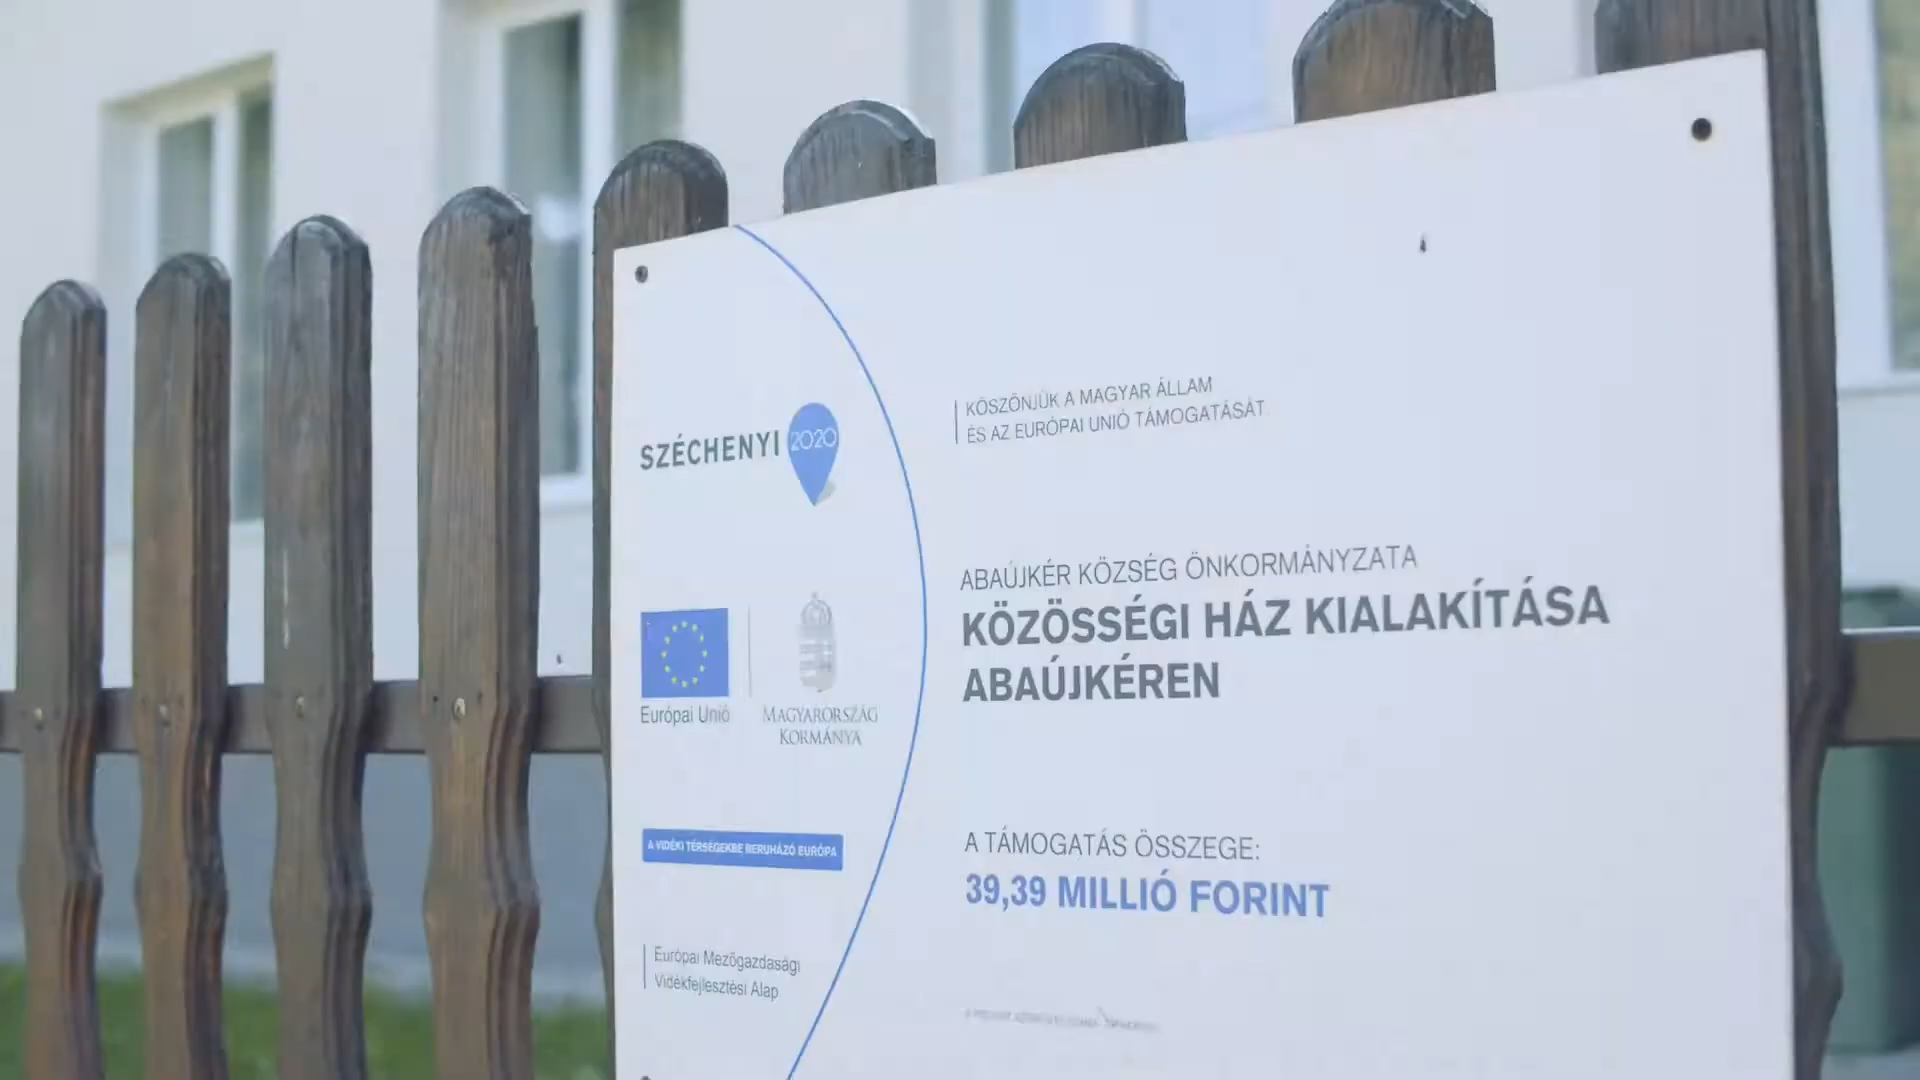 SZÉCHENYI 2020
Európai Unió
MAGYARORSZÁG
KORMÁNYA
A VIDÉKI TÉRSÉGEKBE BERUHÁZÓ EURÓPA
Európai Mezőgazdasági
Vidékfejlesztési Alap
KÖSZÖNJÜK A MAGYAR ÁLLAM
ÉS AZ EURÓPAI UNIÓ TÁMOGATÁSÁT.
ABAÚJKÉR KÖZSÉG ÖNKORMÁNYZATA
KÖZÖSSÉGI HÁZ KIALAKÍTÁSA
ABAÚJKÉREN
A TÁMOGATÁS ÖSSZEGE:
39,39 MILLIÓ FORINT